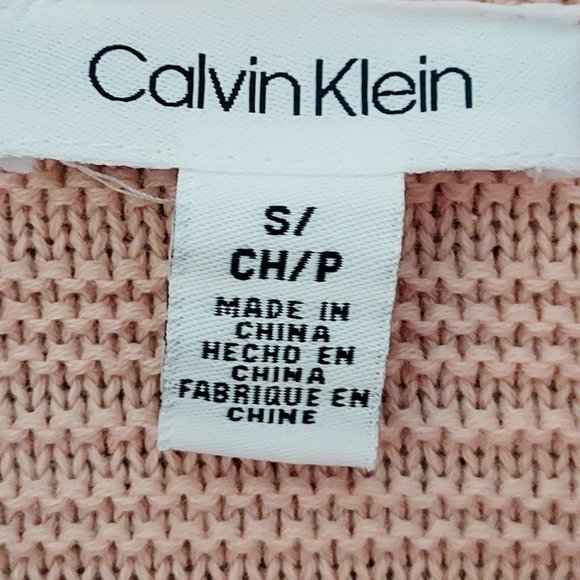 Calvin Klein
S/
CH/P
MADE IN
CHINA
HECHO EN
CHINA
FABRIQUE EN
CHINE